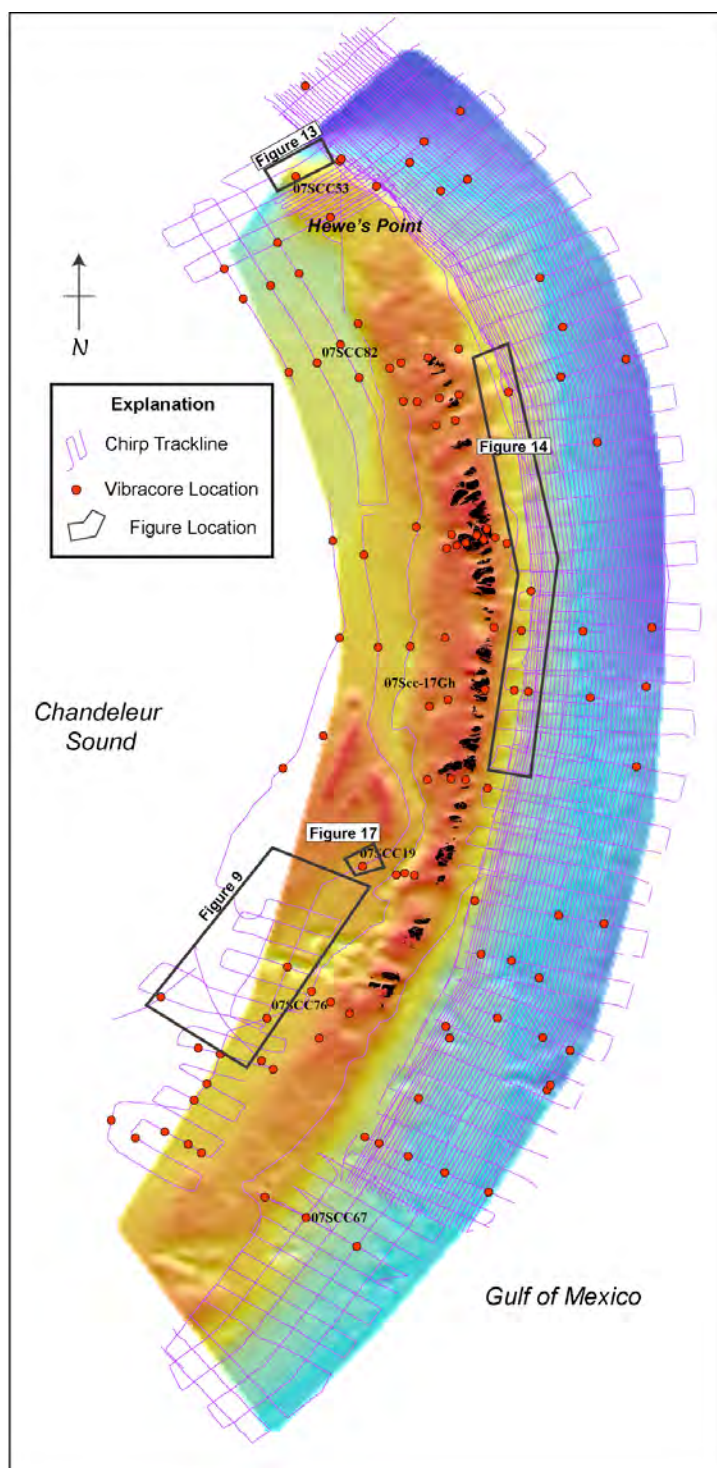 Figure 13
07SCC53
Hewe's Point
N
07SCC82
Explanation
Chirp Trackline
Vibracore Location
Figure Location
Figure 14
07Scc-17Gh
Chandeleur
Sound
Figure 17
07SCC19
Figure 9
07SCC76
07SCC67
Gulf of Mexico